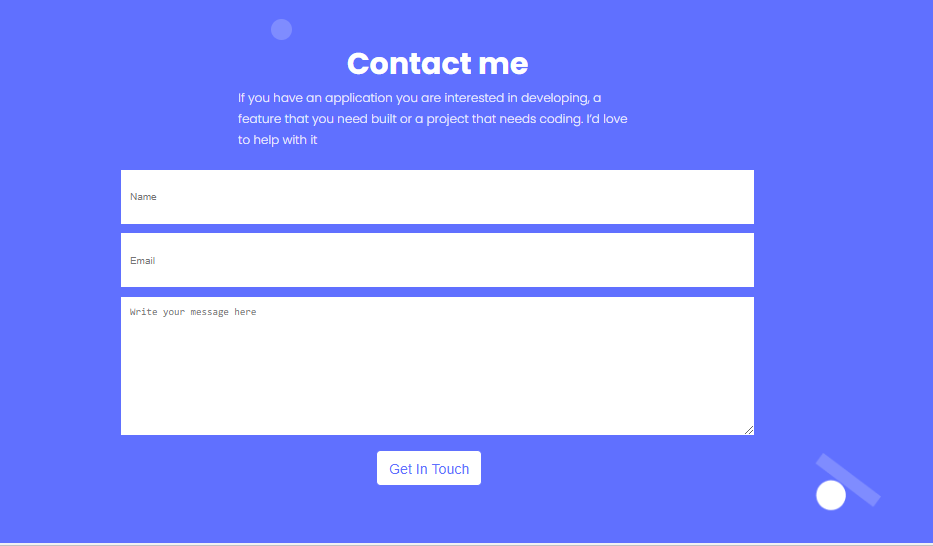 Contact me
If you have an application you are interested in developing, a
feature that you need built or a project that needs coding. I'd love
to help with it
Name
Email
Write your message here
Get In Touch